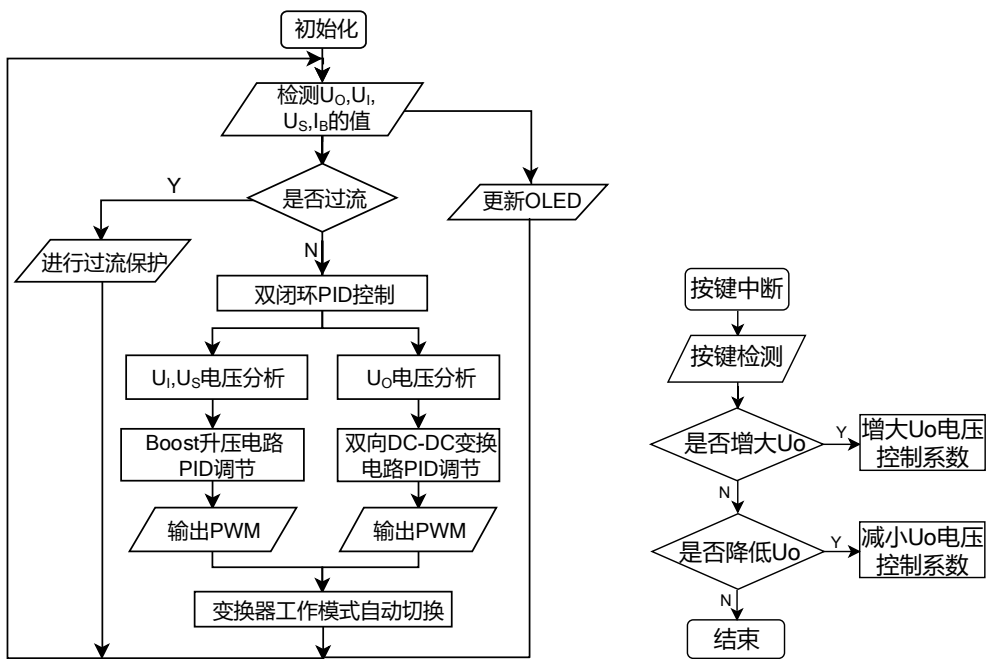 初始化
检测U_O,U_I,
U_S,I_B的值
Y
是否过流
更新OLED
N
进行过流保护
双闭环PID控制
U_I,U_S电压分析
U_O电压分析
Boost升压电路
PID调节
双向DC-DC变换
电路PID调节
输出PWM
输出PWM
变换器工作模式自动切换
按键中断
按键检测
是否增大Uo
Y
增大Uo电压
控制系数
N
是否降低Uo
Y
减小Uo电压
控制系数
N
结束